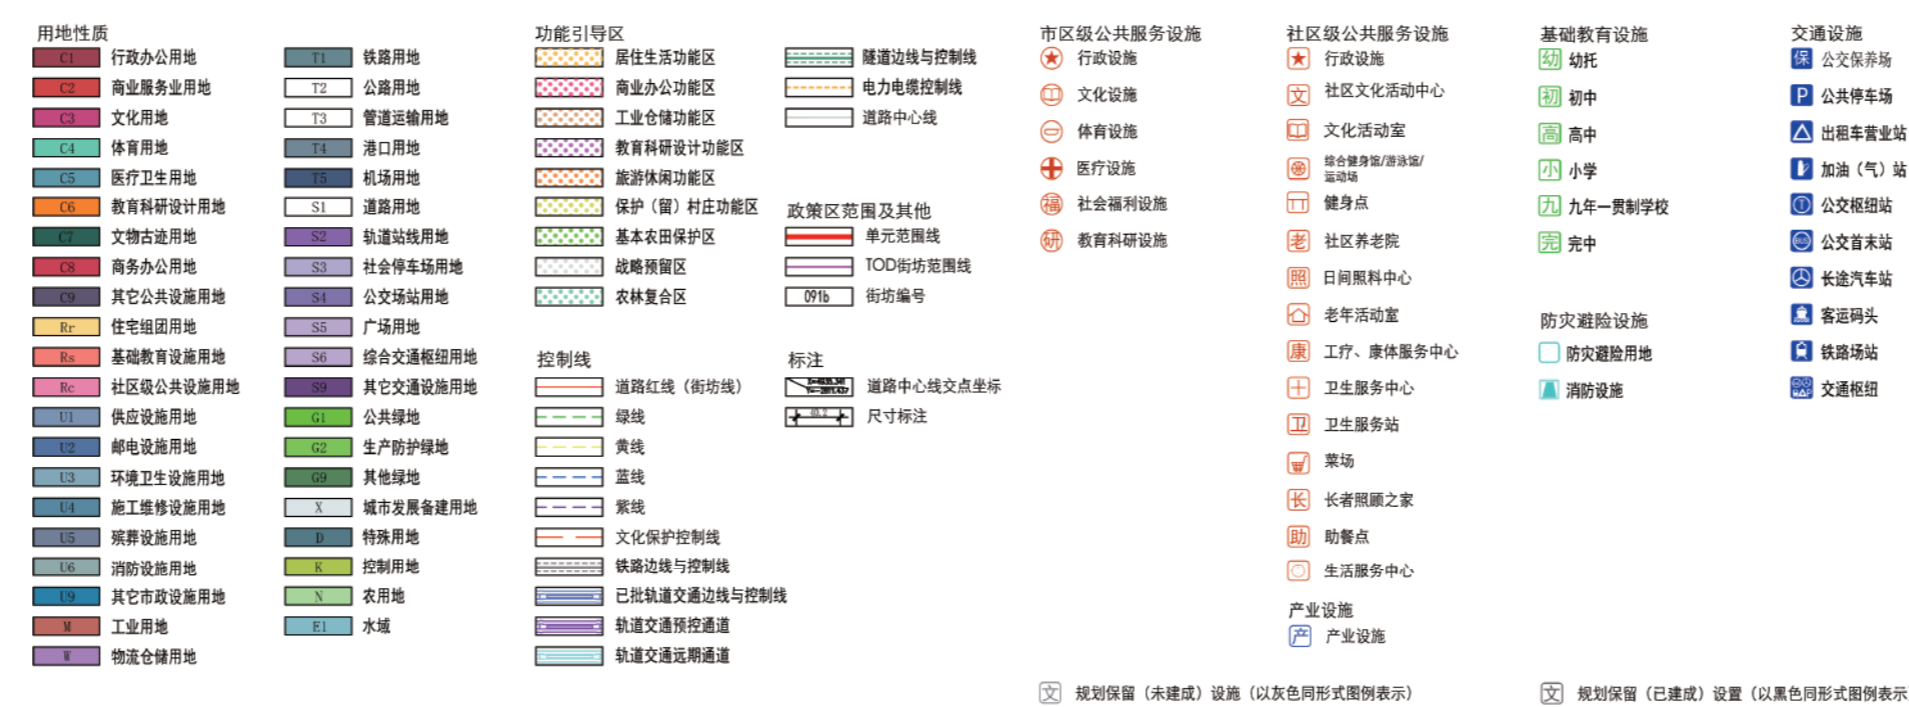 用地性质
C1 行政办公用地
C2 商业服务业用地
C3 文化用地
C4 体育用地
C5 医疗卫生用地
C6 教育科研设计用地
C7 文物古迹用地
C8 商务办公用地
C9 其它公共设施用地
Rr 住宅组团用地
Rs 基础教育设施用地
Rc 社区级公共设施用地
U1 供应设施用地
U2 邮电设施用地
U3 环境卫生设施用地
U4 施工维修设施用地
U5 殡葬设施用地
U6 消防设施用地
U9 其它市政设施用地
M 工业用地
W 物流仓储用地
T1 铁路用地
T2 公路用地
T3 管道运输用地
T4 港口用地
T5 机场用地
S1 道路用地
S2 轨道站线用地
S3 社会停车场用地
S4 公交场站用地
S5 广场用地
S6 综合交通枢纽用地
S9 其它交通设施用地
G1 公共绿地
G2 生产防护绿地
G9 其他绿地
X 城市发展备建用地
D 特殊用地
K 控制用地
N 农用地
E1 水域
功能引导区
居住生活功能区
商业办公功能区
工业仓储功能区
教育科研设计功能区
旅游休闲功能区
保护（留）村庄功能区
基本农田保护区
战略预留区
农林复合区
控制线
道路红线（街坊线）
绿线
黄线
蓝线
紫线
文化保护控制线
铁路边线与控制线
已批轨道交通边线与控制线
轨道交通预控通道
轨道交通远期通道
隧道边线与控制线
电力电缆控制线
道路中心线
政策区范围及其他
单元范围线
TOD街坊范围线
091b 街坊编号
标注
道路中心线交点坐标
尺寸标注
市区级公共服务设施
行政设施
文化设施
体育设施
医疗设施
福 社会福利设施
研 教育科研设施
社区级公共服务设施
行政设施
文 社区文化活动中心
文化活动室
综合健身馆/游泳馆/
运动场
健身点
老 社区养老院
照 日间照料中心
老年活动室
康 工疗、康体服务中心
卫生服务中心
卫 卫生服务站
菜场
长 长者照顾之家
助 助餐点
生活服务中心
产业设施
产 产业设施
基础教育设施
幼 幼托
初 初中
高 高中
小 小学
九 九年一贯制学校
完 完中
防灾避险设施
防灾避险用地
消防设施
交通设施
保 公交保养场
P 公共停车场
出租车营业站
加油（气）站
T 公交枢纽站
BUS 公交首末站
长途汽车站
客运码头
铁路场站
交通枢纽
文 规划保留（未建成）设施（以灰色同形式图例表示）
文 规划保留（已建成）设置（以黑色同形式图例表示